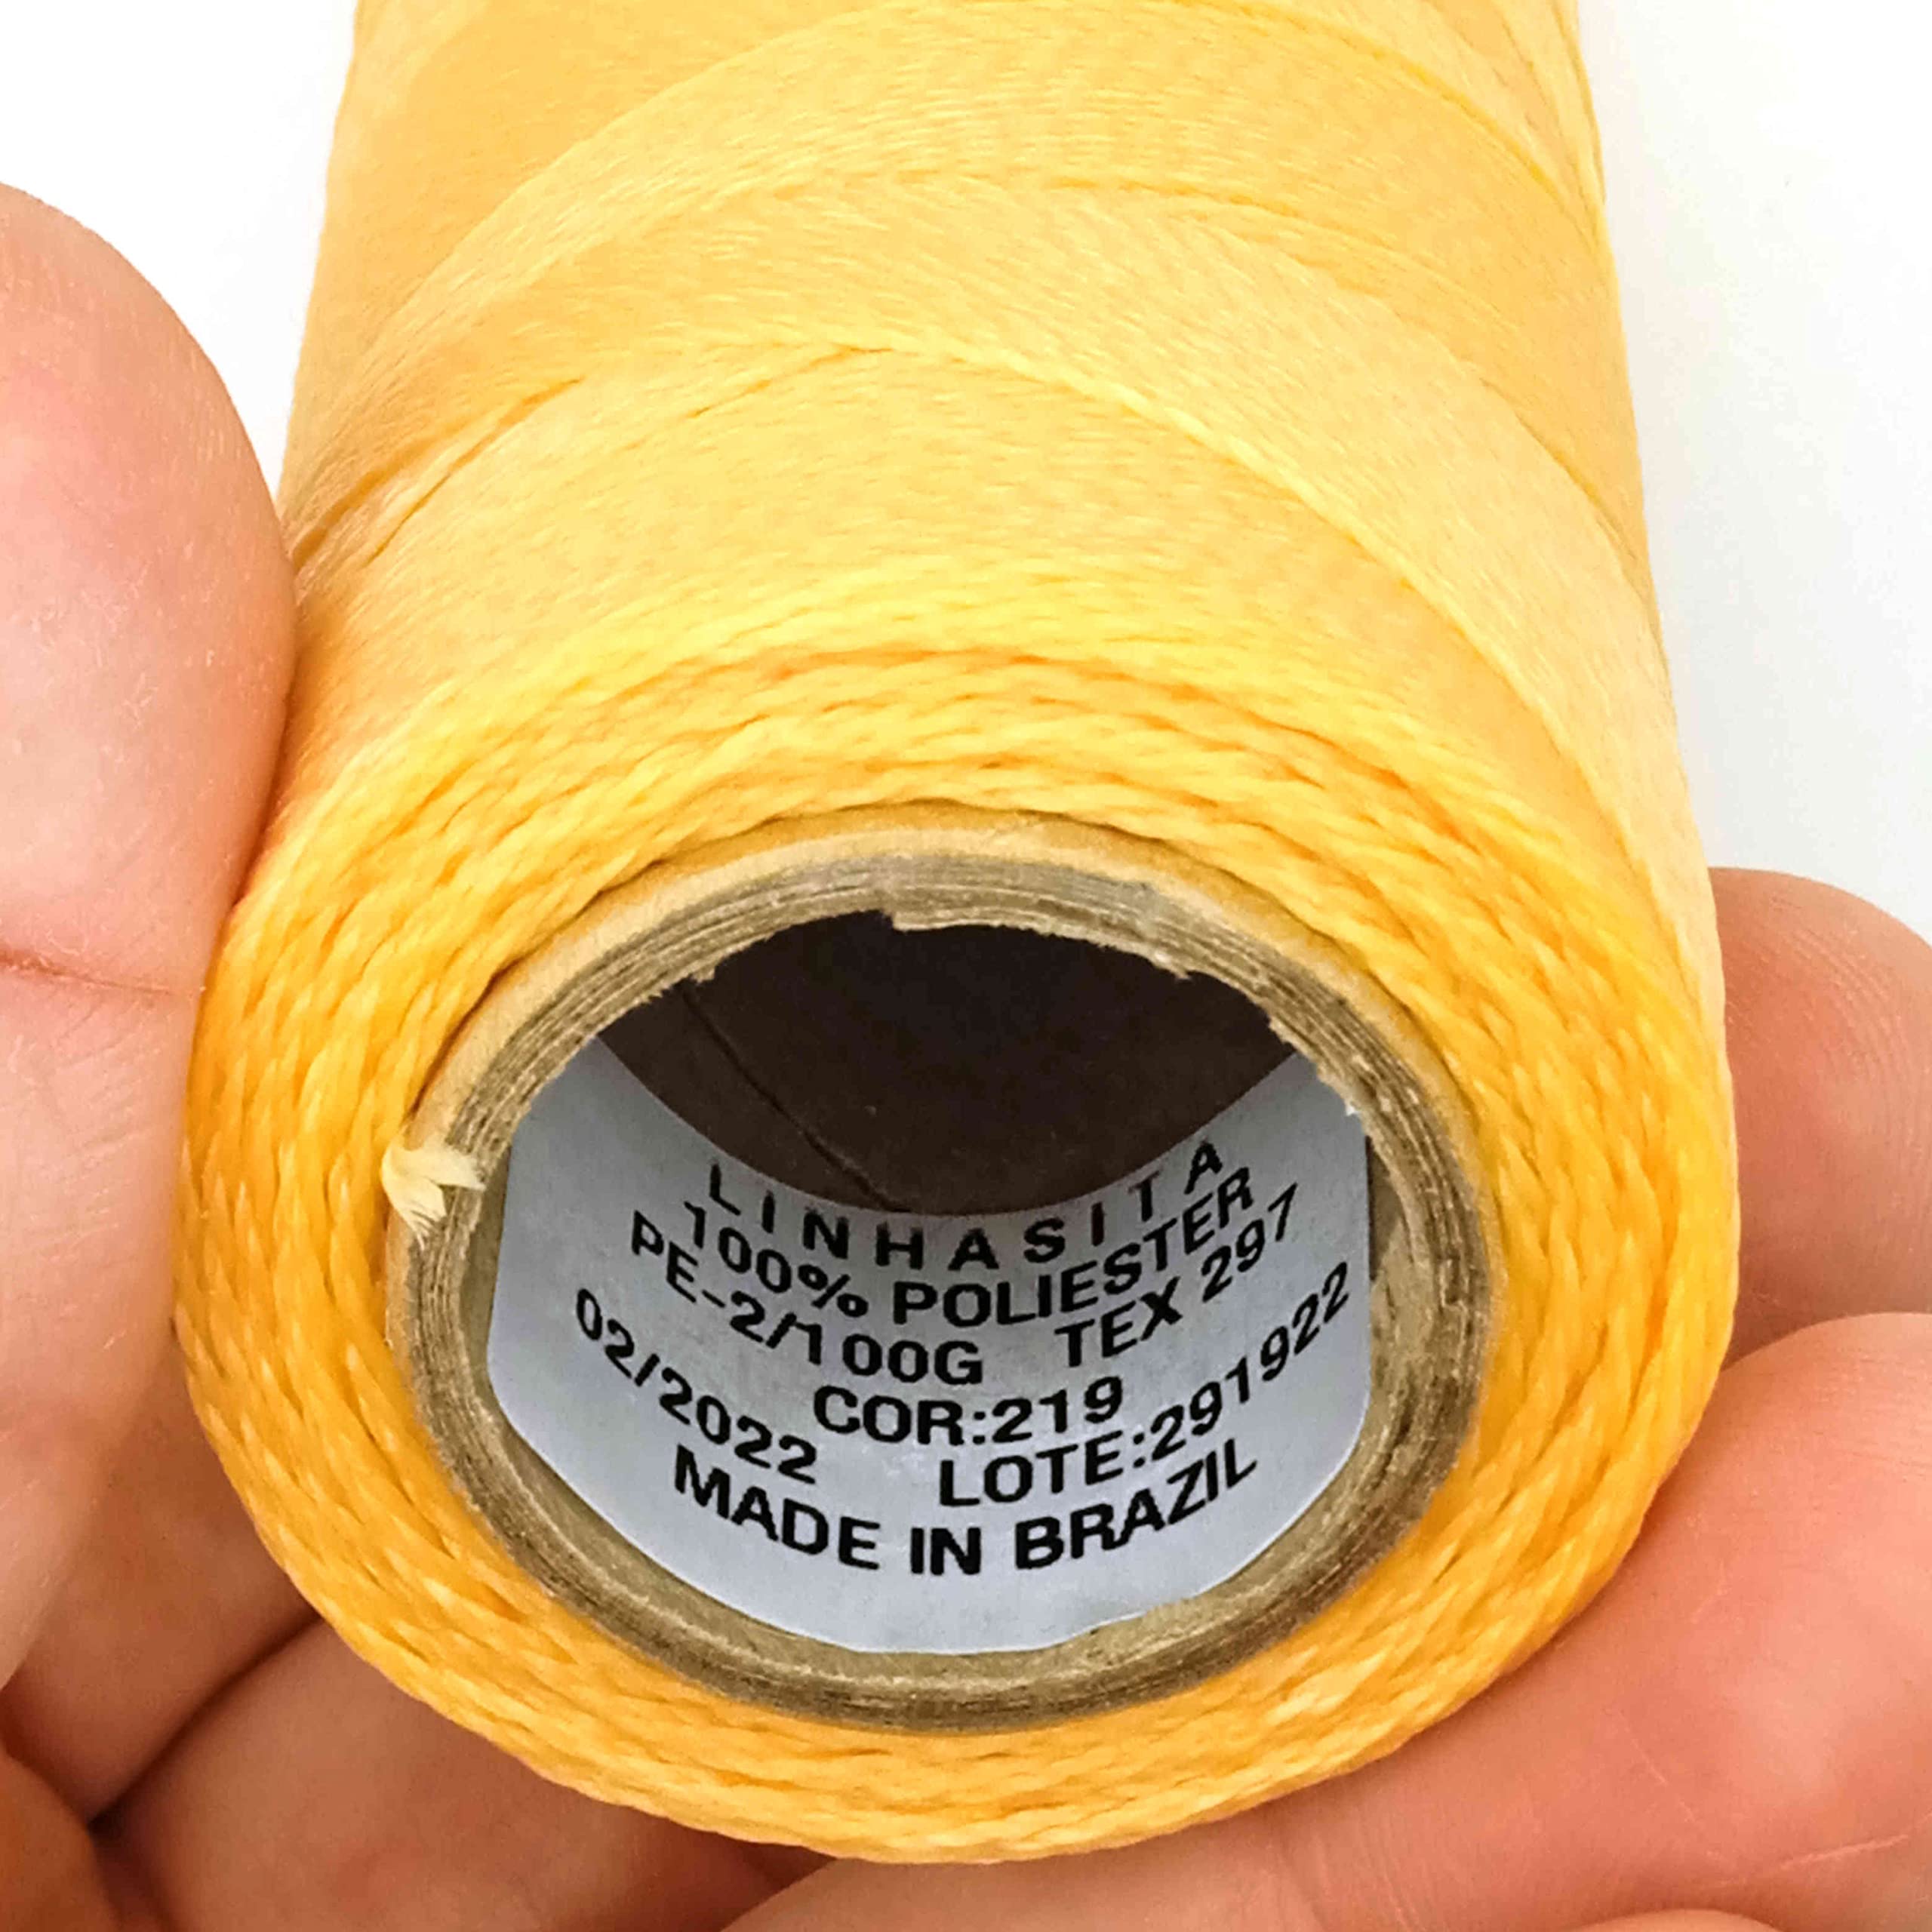 LINHASITA
100% POLIESTER
PE-2/100G TEX 297
COR:219
02/2022 LOTE:291922
MADE IN BRAZIL